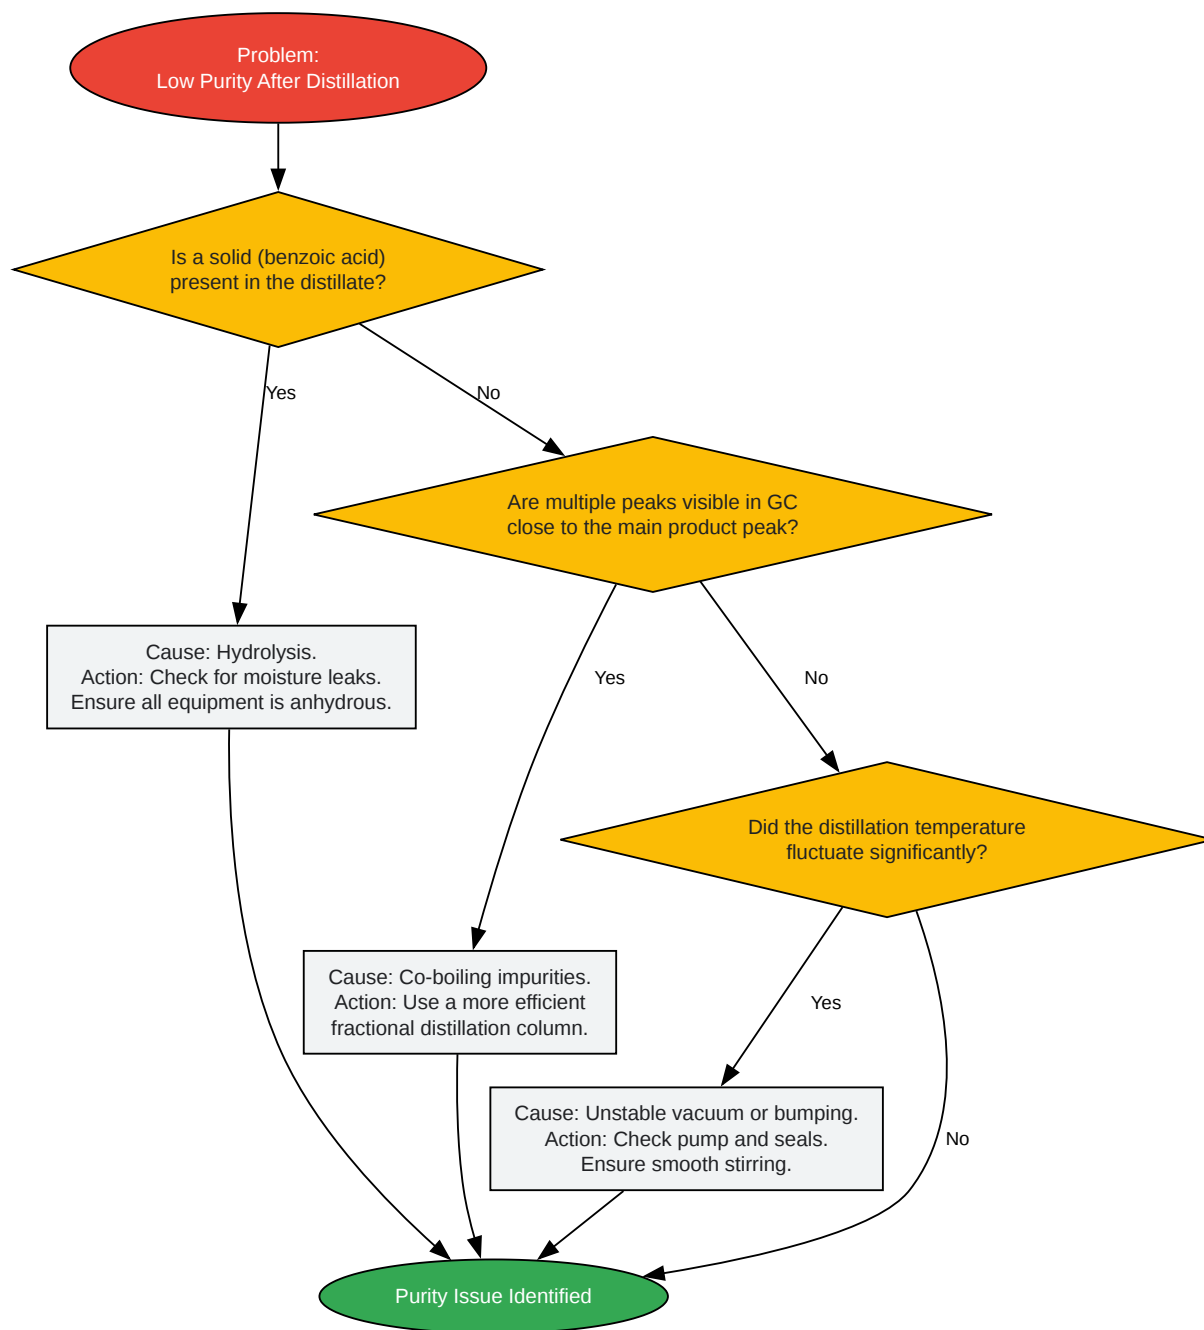 Problem:
Low Purity After Distillation
Is a solid (benzoic acid)
present in the distillate?
Yes
No
Are multiple peaks visible in GC
close to the main product peak?
Cause: Hydrolysis.
Action: Check for moisture leaks.
Ensure all equipment is anhydrous.
Yes
No
Did the distillation temperature
fluctuate significantly?
Cause: Co-boiling impurities.
Action: Use a more efficient
fractional distillation column.
Yes
Cause: Unstable vacuum or bumping.
Action: Check pump and seals.
Ensure smooth stirring.
No
Purity Issue Identified